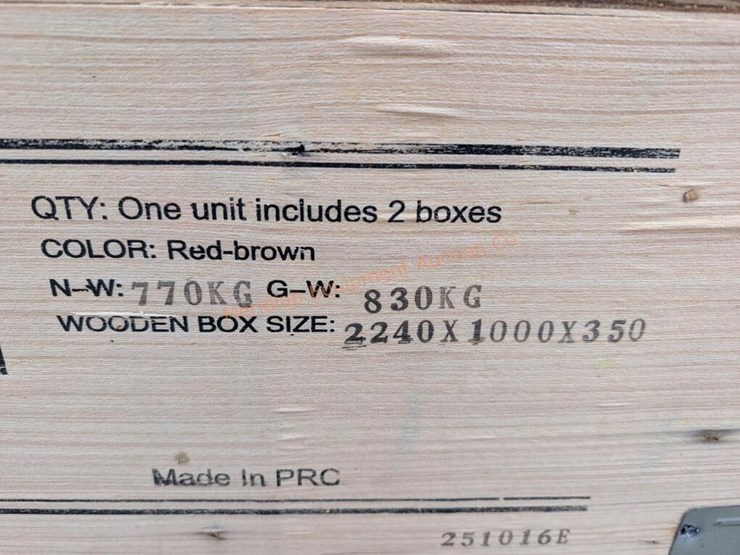 QTY: One unit includes 2 boxes
COLOR: Red-brown
N-W: 770KG G-W: 830KG
WOODEN BOX SIZE: 2240X1000X350
Made In PRC
251016E